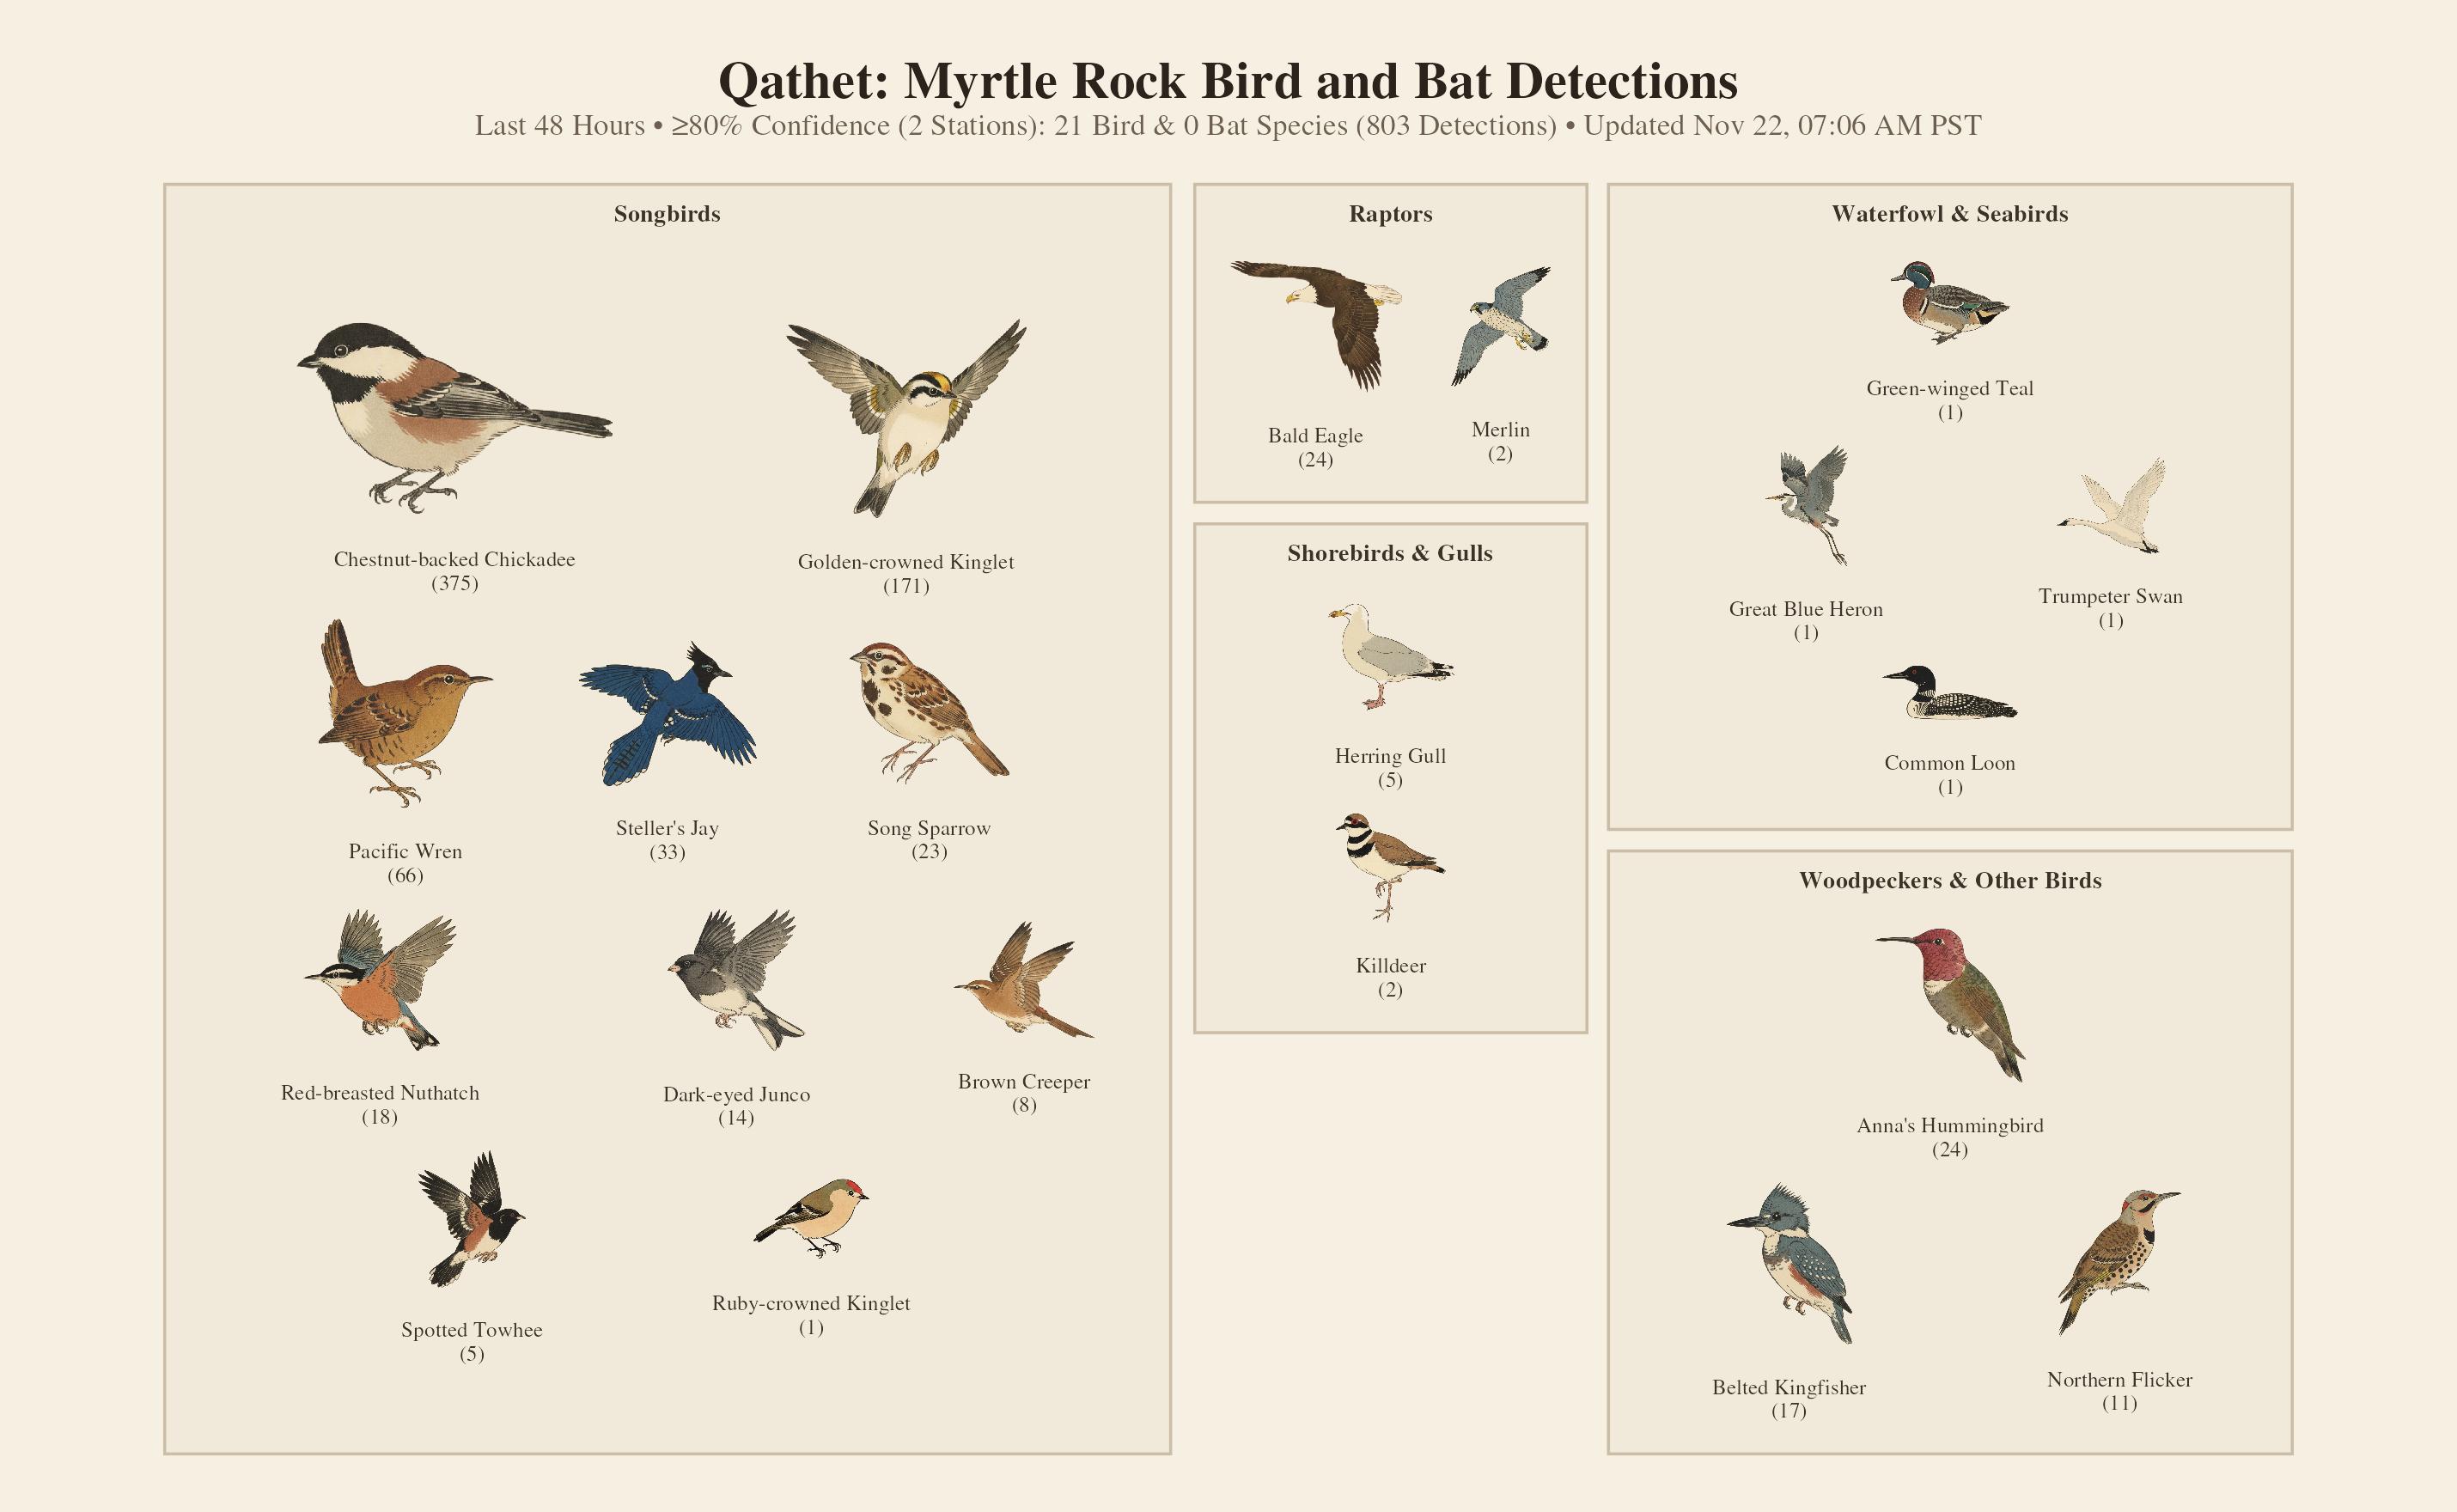 Qathet: Myrtle Rock Bird and Bat Detections
Last 48 Hours • ≥80% Confidence (2 Stations): 21 Bird & 0 Bat Species (803 Detections) • Updated Nov 22, 07:06 AM PST
Songbirds
Chestnut-backed Chickadee
(375)
Golden-crowned Kinglet
(171)
Pacific Wren
(66)
Steller's Jay
(33)
Song Sparrow
(23)
Red-breasted Nuthatch
(18)
Dark-eyed Junco
(14)
Brown Creeper
(8)
Spotted Towhee
(5)
Ruby-crowned Kinglet
(1)
Raptors
Bald Eagle
(24)
Merlin
(2)
Shorebirds & Gulls
Herring Gull
(5)
Killdeer
(2)
Waterfowl & Seabirds
Green-winged Teal
(1)
Great Blue Heron
(1)
Trumpeter Swan
(1)
Common Loon
(1)
Woodpeckers & Other Birds
Anna's Hummingbird
(24)
Belted Kingfisher
(17)
Northern Flicker
(11)